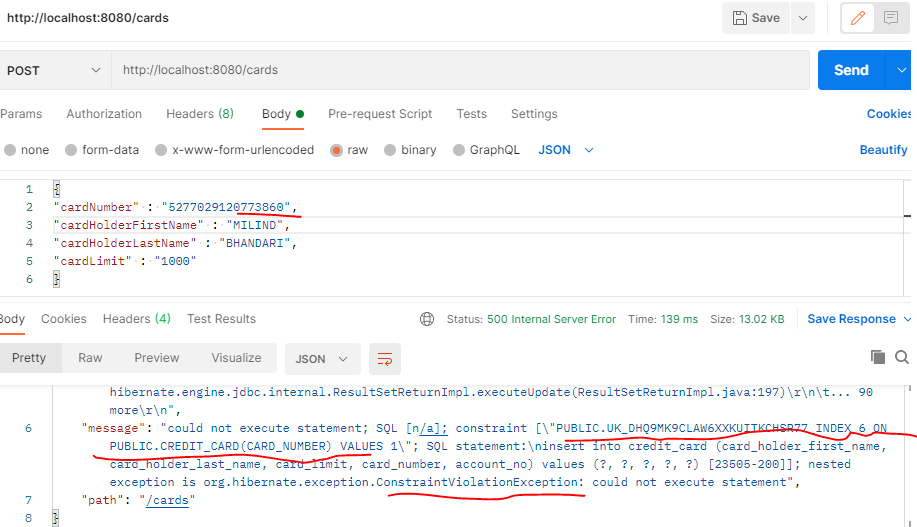 http://localhost:8080/cards
Save
POST
http://localhost:8080/cards
Send
Params Authorization Headers (8) Body Pre-request Script Tests Settings Cookies
none form-data x-www-form-urlencoded raw binary GraphQL JSON Beautify
1 {
2 "cardNumber" : "5277029120773860",
3 "cardHolderFirstName" : "MILIND",
4 "cardHolderLastName" : "BHANDARI",
5 "cardLimit" : "1000"
6 }
Body Cookies Headers (4) Test Results Status: 500 Internal Server Error Time: 139 ms Size: 13.02 KB Save Response
Pretty Raw Preview Visualize JSON
hibernate.engine.jdbc.internal.ResultSetReturnImpl.executeUpdate(ResultSetReturnImpl.java:197)\r\n\t... 90
more\r\n",
6 "message": "could not execute statement; SQL [n/a]; constraint [\"PUBLIC.UK_DHQ9MK9CLAW6XXKUITKCHSR77_INDEX_6 ON
PUBLIC.CREDIT_CARD(CARD_NUMBER) VALUES 1\"; SQL statement:\ninsert into credit_card (card_holder_first_name,
card_holder_last_name, card_limit, card_number, account_no) values (?, ?, ?, ?, ?) [23505-200]]; nested
exception is org.hibernate.exception.ConstraintViolationException: could not execute statement",
7 "path": "/cards"
8 }